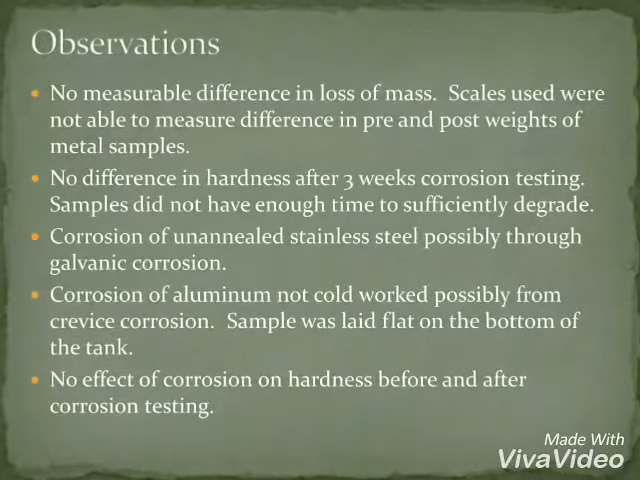 Observations
No measurable difference in loss of mass. Scales used were
not able to measure difference in pre and post weights of
metal samples.
No difference in hardness after 3 weeks corrosion testing.
Samples did not have enough time to sufficiently degrade.
Corrosion of unannealed stainless steel possibly through
galvanic corrosion.
Corrosion of aluminum not cold worked possibly from
crevice corrosion. Sample was laid flat on the bottom of
the tank.
No effect of corrosion on hardness before and after
corrosion testing.
Made With
VivaVideo